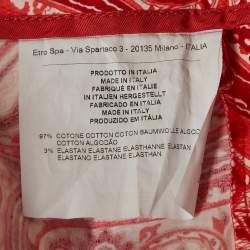 Etro Spa - Via Spartaco 3 - 20135 Milano - ITALIA
PRODOTTO IN ITALIA
MADE IN ITALY
FABRIQUÉ EN ITALIE
IN ITALIEN HERGESTELLT
FABRICADO EN ITALIA
MADE IN ITALY
PRODUZIDO EM ITÁLIA
97% COTONE COTTON COTON BAUMWOLLE ALGODON
COTTON ALGODÃO
3% ELASTAN ELASTANE ELASTHANNE ELASTAN
ELASTANO ELASTANE ELASTHAN